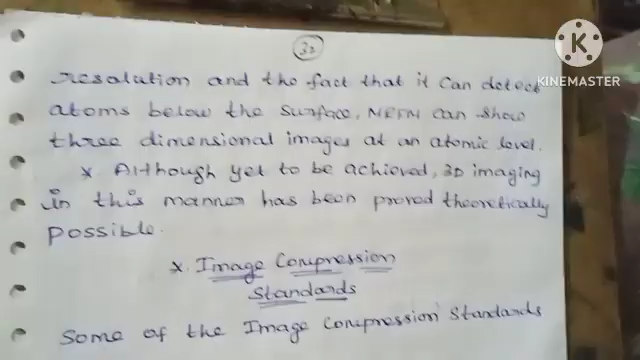 32
resolution and the fact that it can detect
atoms below the surface, MRFM can show
three dimensional images at an atomic level.
x. Although yet to be achieved, 3D imaging
in this manner has been proved theoretically
possible.
x. Image Compression
Standards
Some of the Image Compression Standards
K
KINEMASTER